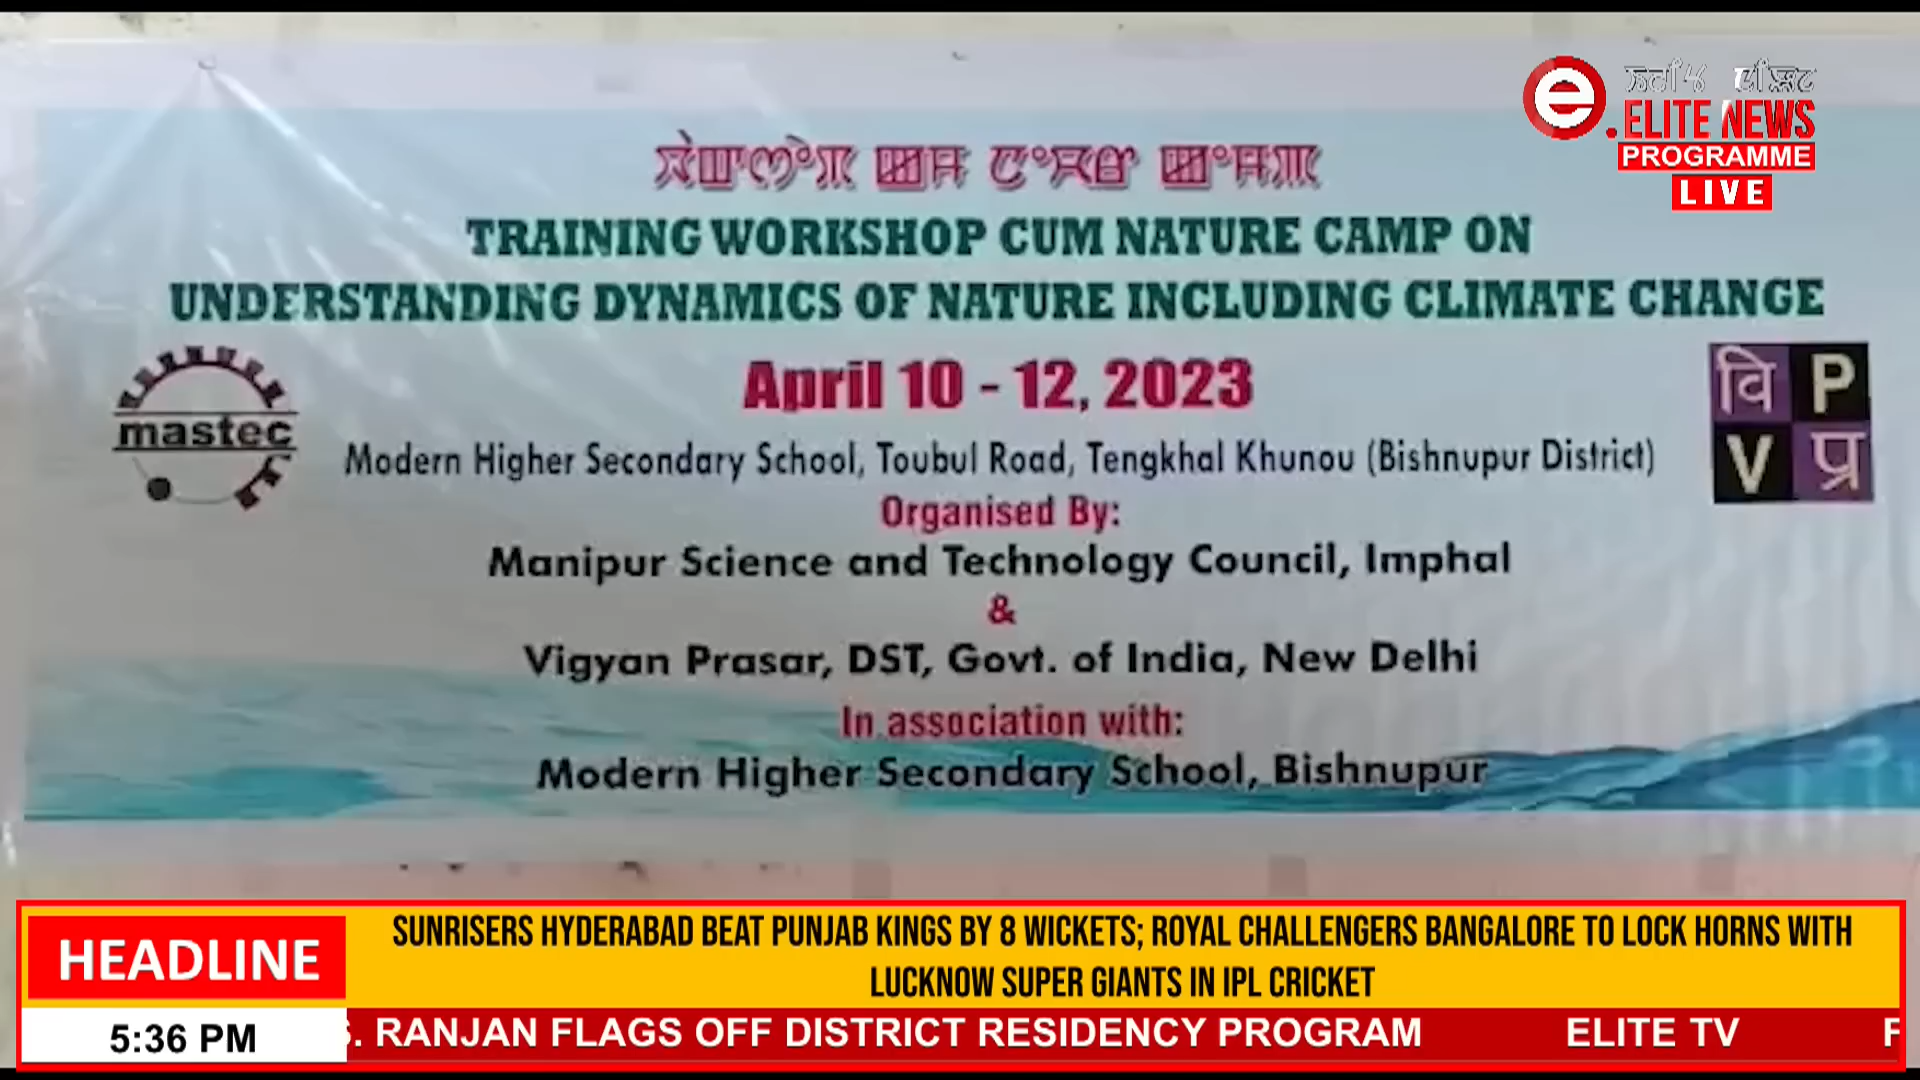 ELITE NEWS
PROGRAMME
LIVE
TRAINING WORKSHOP CUM NATURE CAMP ON
UNDERSTANDING DYNAMICS OF NATURE INCLUDING CLIMATE CHANGE
April 10 - 12, 2023
mastec
वि P
V प्र
Modern Higher Secondary School, Toubul Road, Tengkhal Khunou (Bishnupur District)
Organised By:
Manipur Science and Technology Council, Imphal
&
Vigyan Prasar, DST, Govt. of India, New Delhi
In association with:
Modern Higher Secondary School, Bishnupur
HEADLINE
SUNRISERS HYDERABAD BEAT PUNJAB KINGS BY 8 WICKETS; ROYAL CHALLENGERS BANGALORE TO LOCK HORNS WITH
LUCKNOW SUPER GIANTS IN IPL CRICKET
5:36 PM
S. RANJAN FLAGS OFF DISTRICT RESIDENCY PROGRAM ELITE TV